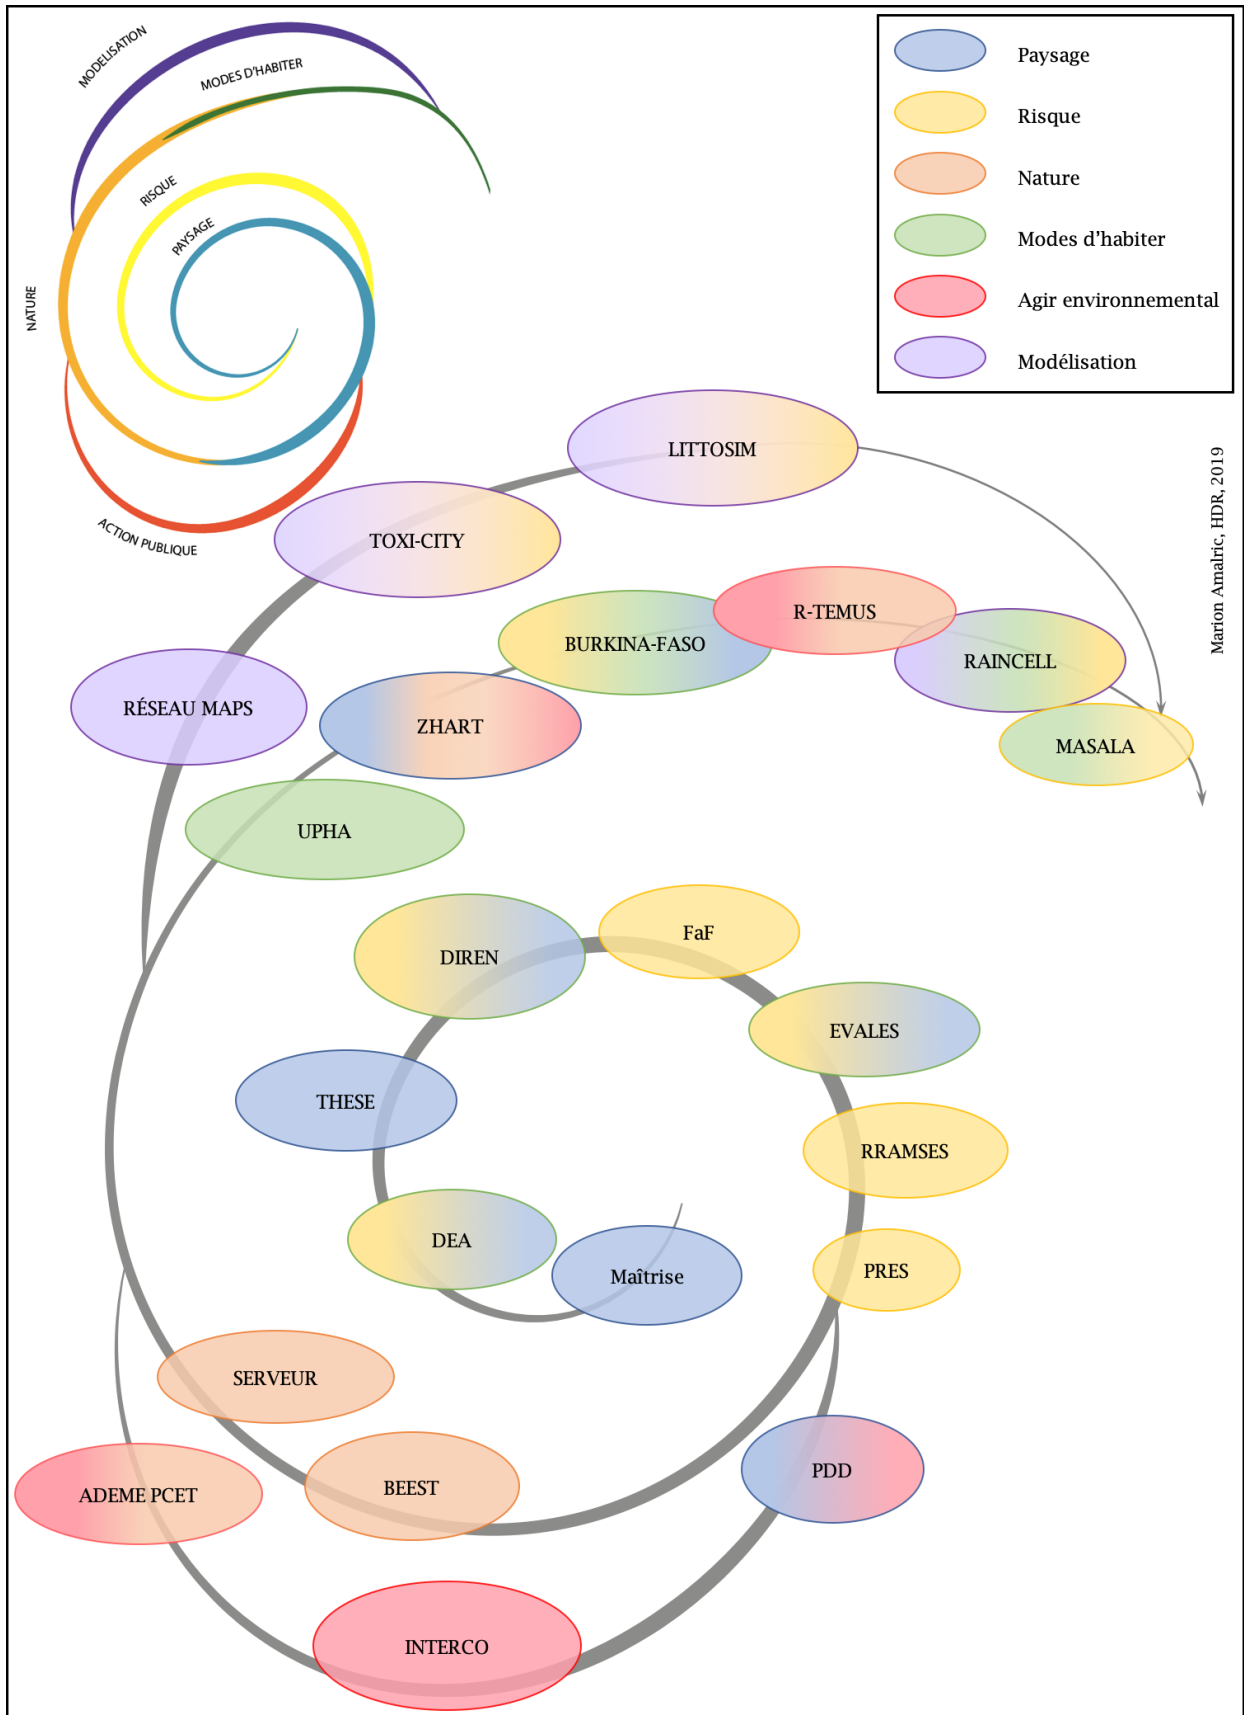 MODELISATION
MODES D'HABITER
RISQUE
PAYSAGE
NATURE
ACTION PUBLIQUE
Paysage
Risque
Nature
Modes d’habiter
Agir environnemental
Modélisation
Marion Amalric, HDR, 2019
LITTOSIM
TOXI-CITY
R-TEMUS
BURKINA-FASO
RAINCELL
RÉSEAU MAPS
ZHART
MASALA
UPHA
FaF
DIREN
EVALES
THESE
RRAMSES
DEA
Maîtrise
PRES
SERVEUR
PDD
BEEST
ADEME PCET
INTERCO